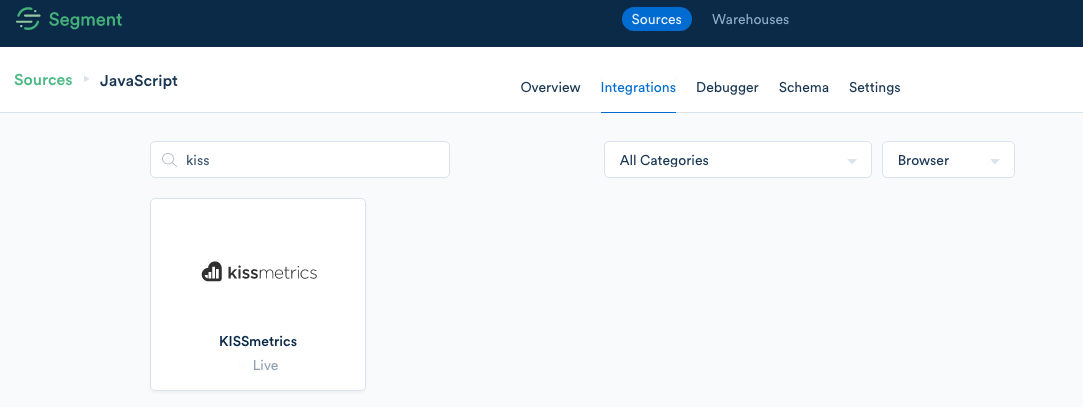 Segment
Sources Warehouses
Sources JavaScript
Overview Integrations Debugger Schema Settings
kiss All Categories Browser
kissmetrics
KISSmetrics
Live